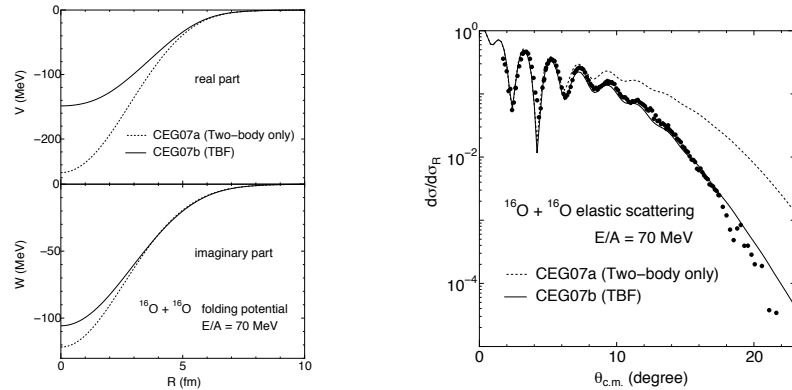 0
−100
−200
V (MeV)
real part
CEG07a (Two−body only)
CEG07b (TBF)
0
−50
−100
W (MeV)
imaginary part
¹⁶O + ¹⁶O folding potential
E/A = 70 MeV
0 5 10
R (fm)
10⁰
10⁻²
10⁻⁴
dσ/dσR
¹⁶O + ¹⁶O elastic scattering
E/A = 70 MeV
CEG07a (Two−body only)
CEG07b (TBF)
0 10 20
θc.m. (degree)